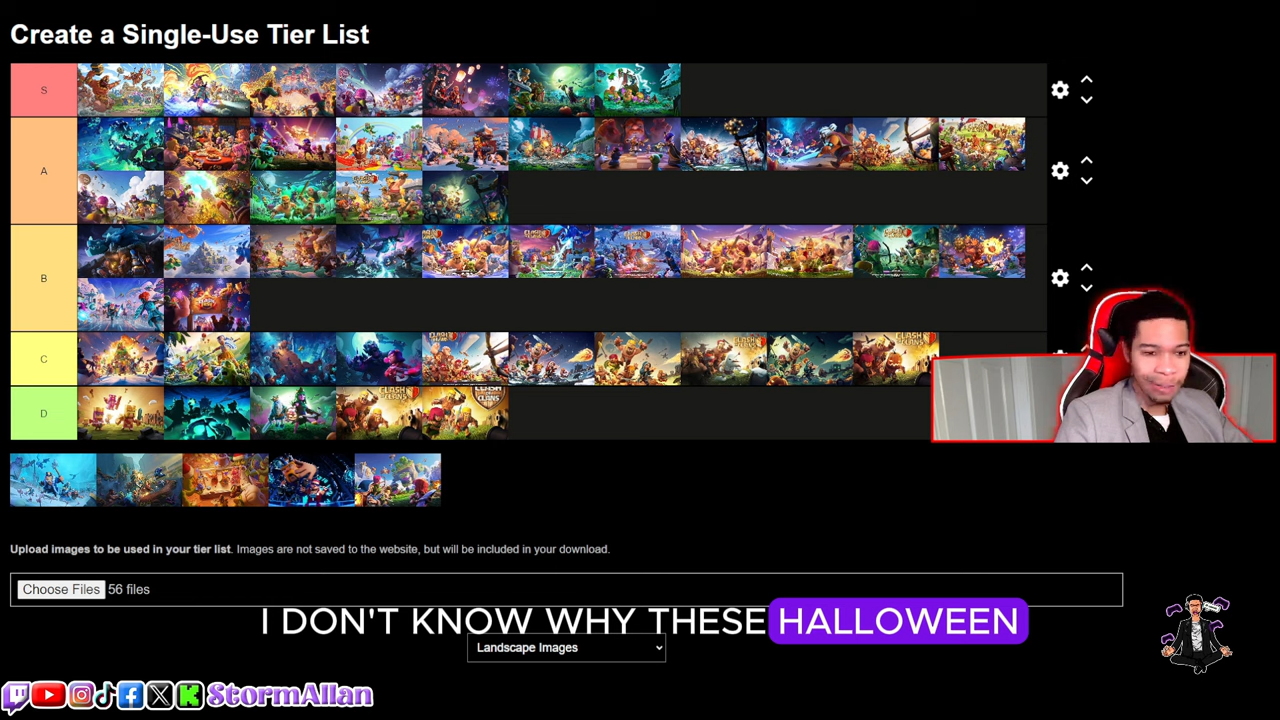 Create a Single-Use Tier List
S
A
B
C
D
Upload images to be used in your tier list. Images are not saved to the website, but will be included in your download.
Choose Files 56 files
I DON'T KNOW WHY THESE HALLOWEEN
Landscape Images
StormAllan